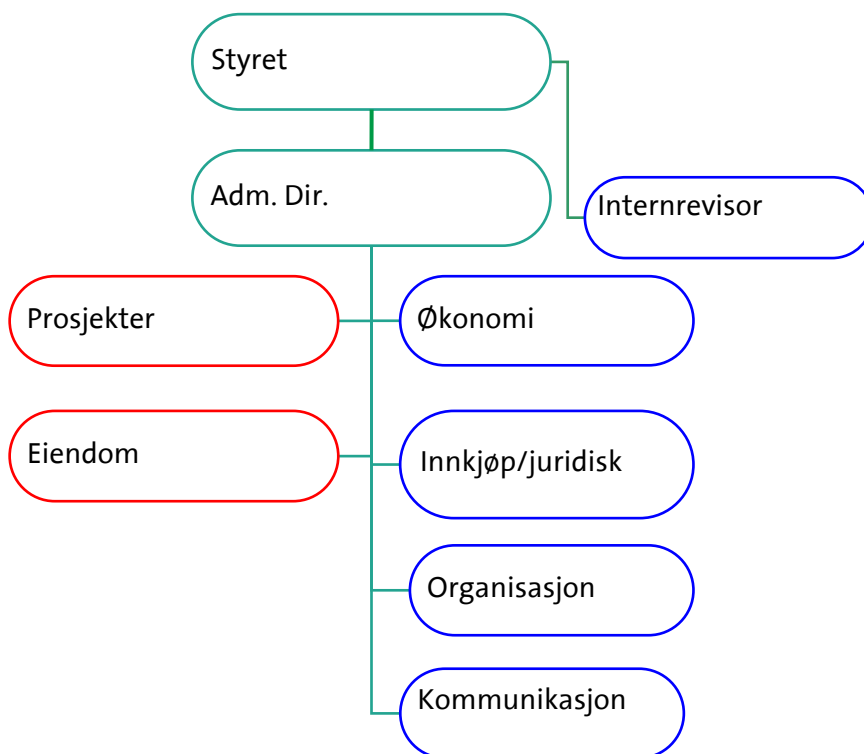 Styret
Adm. Dir.
Internrevisor
Prosjekter
Økonomi
Eiendom
Innkjøp/juridisk
Organisasjon
Kommunikasjon